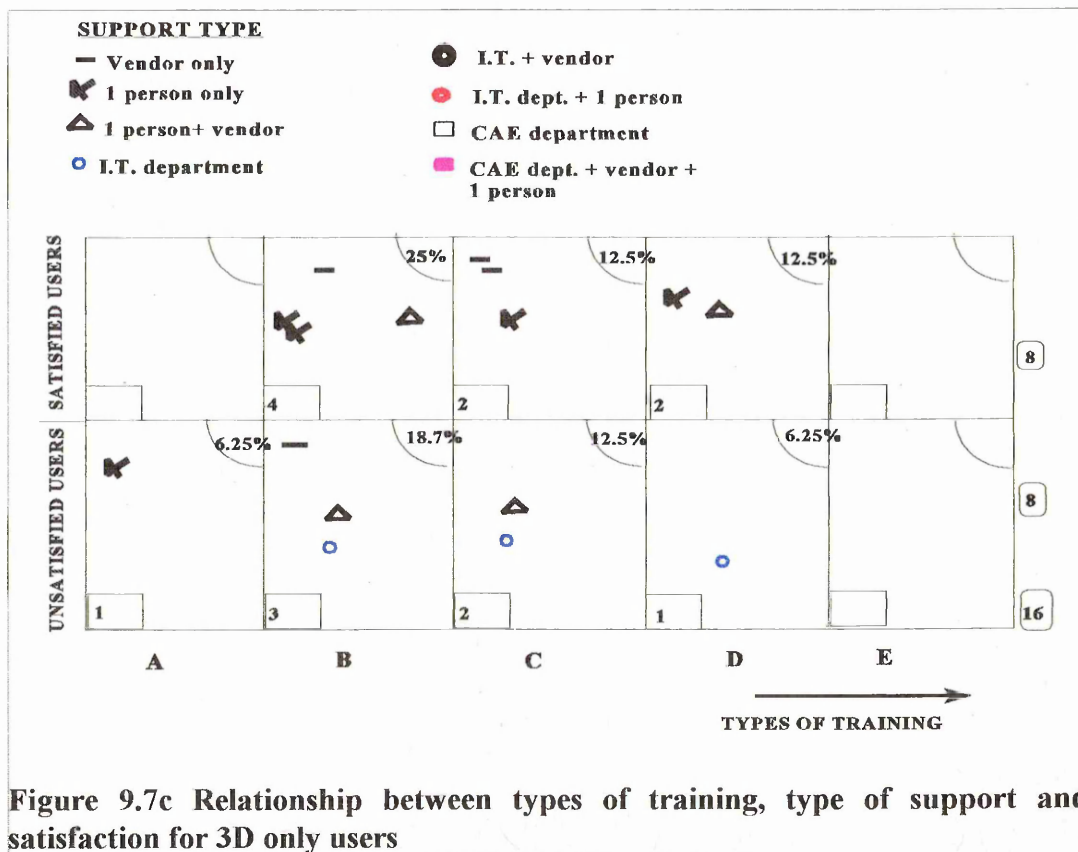 SUPPORT TYPE
Vendor only
1 person only
1 person+ vendor
I.T. department
I.T. + vendor
I.T. dept. + 1 person
CAE department
CAE dept. + vendor +
1 person
SATISFIED USERS
25%
12.5%
12.5%
4
2
2
8
UNSATISFIED USERS
6.25%
18.7%
12.5%
6.25%
1
3
2
1
8
16
A
B
C
D
E
TYPES OF TRAINING
Figure 9.7c Relationship between types of training, type of support and
satisfaction for 3D only users